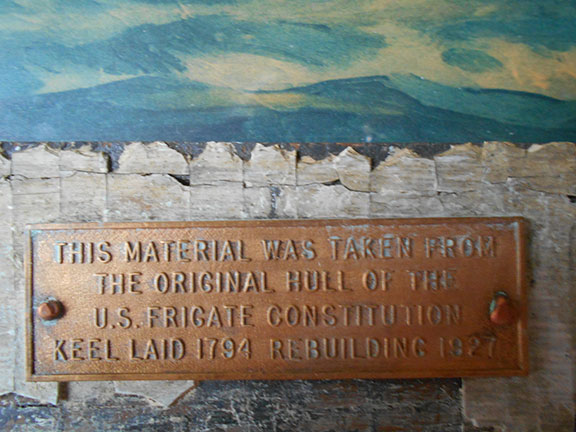 THIS MATERIAL WAS TAKEN FROM
THE ORIGINAL HULL OF THE
U.S. FRIGATE CONSTITUTION
KEEL LAID 1794 REBUILDING 1927